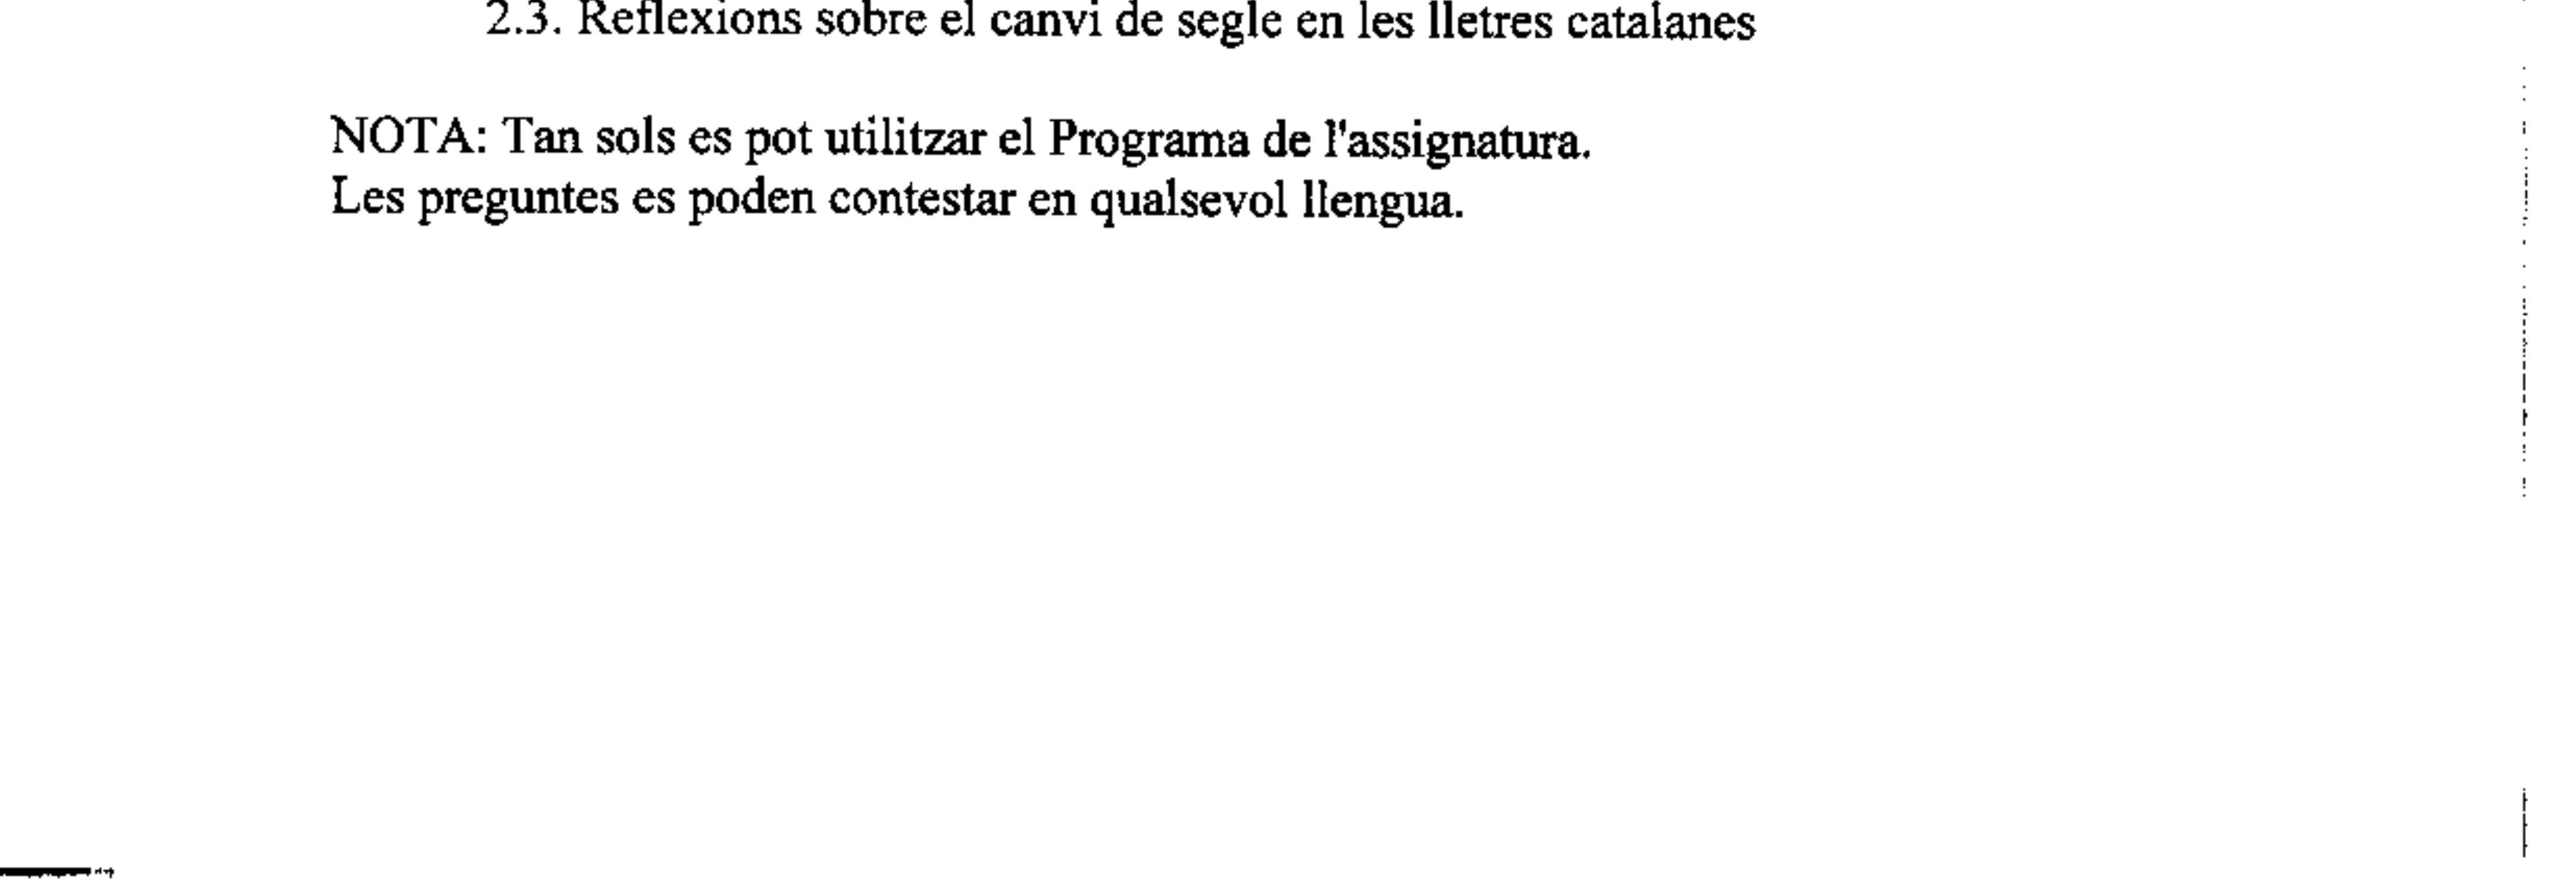 2.3. Reflexions sobre el canvi de segle en les lletres catalanes
NOTA: Tan sols es pot utilitzar el Programa de l'assignatura.
Les preguntes es poden contestar en qualsevol llengua.